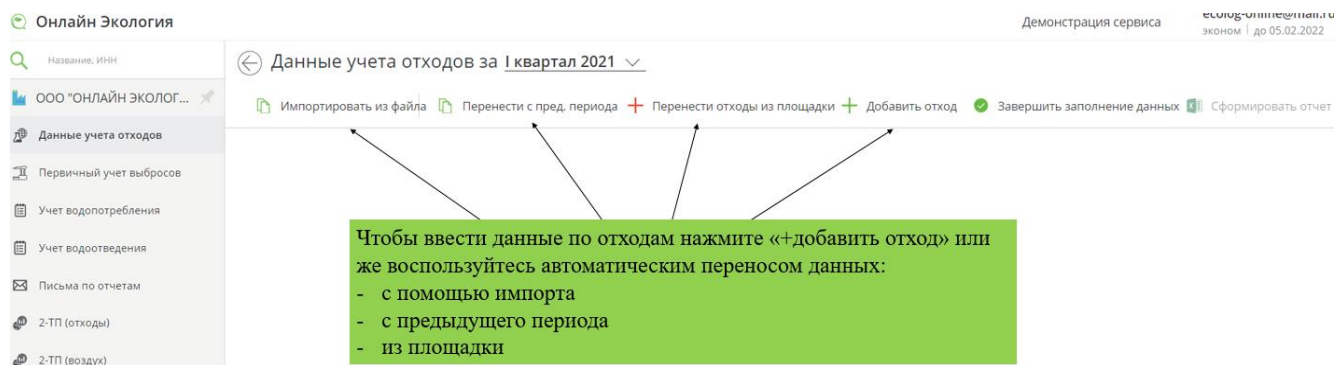 Онлайн Экология
Демонстрация сервиса
ecolog-online@mail.ru
эконом | до 05.02.2022
Название, ИНН
Данные учета отходов за I квартал 2021
ООО "ОНЛАЙН ЭКОЛОГ...
Импортировать из файла
Перенести с пред. периода
Перенести отходы из площадки
Добавить отход
Завершить заполнение данных
Сформировать отчет
Данные учета отходов
Первичный учет выбросов
Учет водопотребления
Учет водоотведения
Письма по отчетам
2-ТП (отходы)
2-ТП (воздух)
Чтобы ввести данные по отходам нажмите «+добавить отход» или
же воспользуйтесь автоматическим переносом данных:
- с помощью импорта
- с предыдущего периода
- из площадки